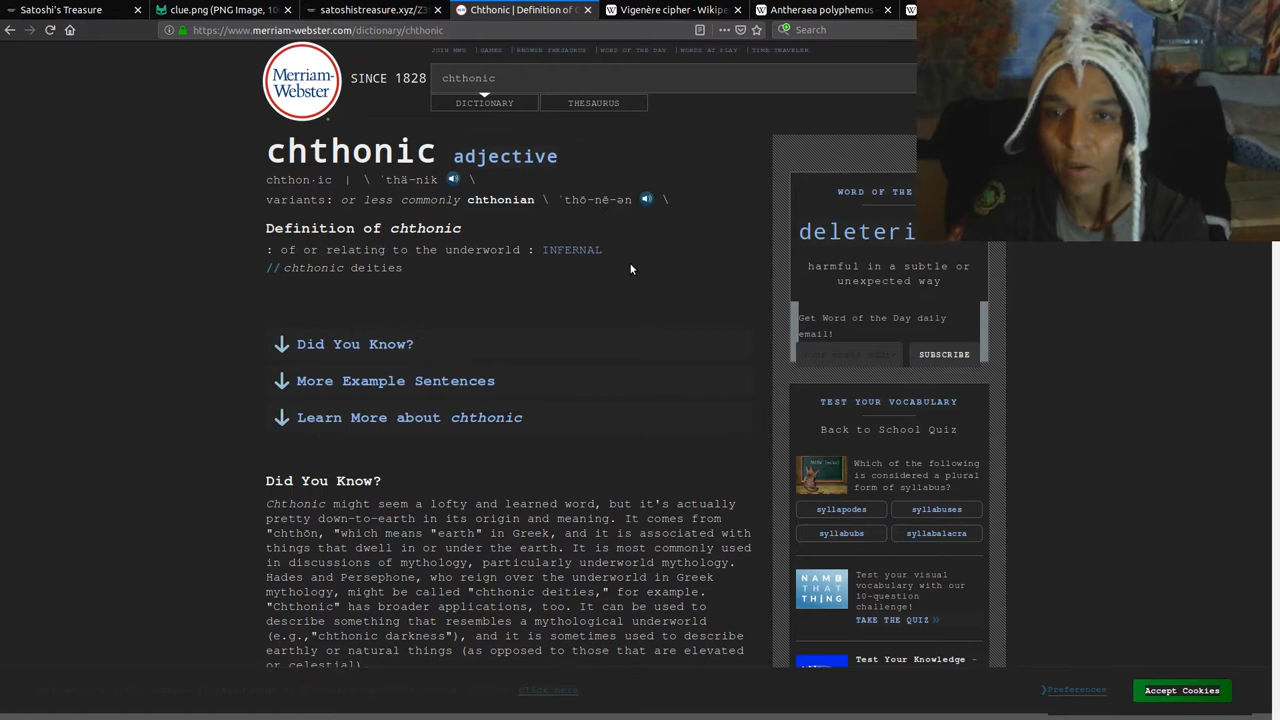 Satoshi's Treasure
clue.png (PNG Image, 10
satoshistreasure.xyz/Z3
Chthonic | Definition of C
Vigenère cipher - Wikipe
Antheraea polyphemus
https://www.merriam-webster.com/dictionary/chthonic
Search
JOIN MWU | GAMES | BROWSE THESAURUS | WORD OF THE DAY | WORDS AT PLAY | TIME TRAVELER
Merriam-
Webster
SINCE 1828
chthonic
DICTIONARY
THESAURUS
chthonic adjective
chthon·ic | \ ˈthä-nik \
variants: or less commonly chthonian \ ˈthō-nē-ən \
Definition of chthonic
: of or relating to the underworld : INFERNAL
// chthonic deities
Did You Know?
More Example Sentences
Learn More about chthonic
Did You Know?
Chthonic might seem a lofty and learned word, but it's actually
pretty down-to-earth in its origin and meaning. It comes from
"chthōn, "which means "earth" in Greek, and it is associated with
things that dwell in or under the earth. It is most commonly used
in discussions of mythology, particularly underworld mythology.
Hades and Persephone, who reign over the underworld in Greek
mythology, might be called "chthonic deities," for example.
"Chthonic" has broader applications, too. It can be used to
describe something that resembles a mythological underworld
(e.g.,"chthonic darkness"), and it is sometimes used to describe
earthly or natural things (as opposed to those that are elevated
or celestial).
WORD OF THE
deleteri
harmful in a subtle or
unexpected way
Get Word of the Day daily
email!
SUBSCRIBE
TEST YOUR VOCABULARY
Back to School Quiz
Which of the following
is considered a plural
form of syllabus?
syllapodes
syllabuses
syllabubs
syllabalacra
NAME
THAT
THING
Test your visual
vocabulary with our
10-question
challenge!
TAKE THE QUIZ
Test Your Knowledge -
click here
Preferences
Accept Cookies